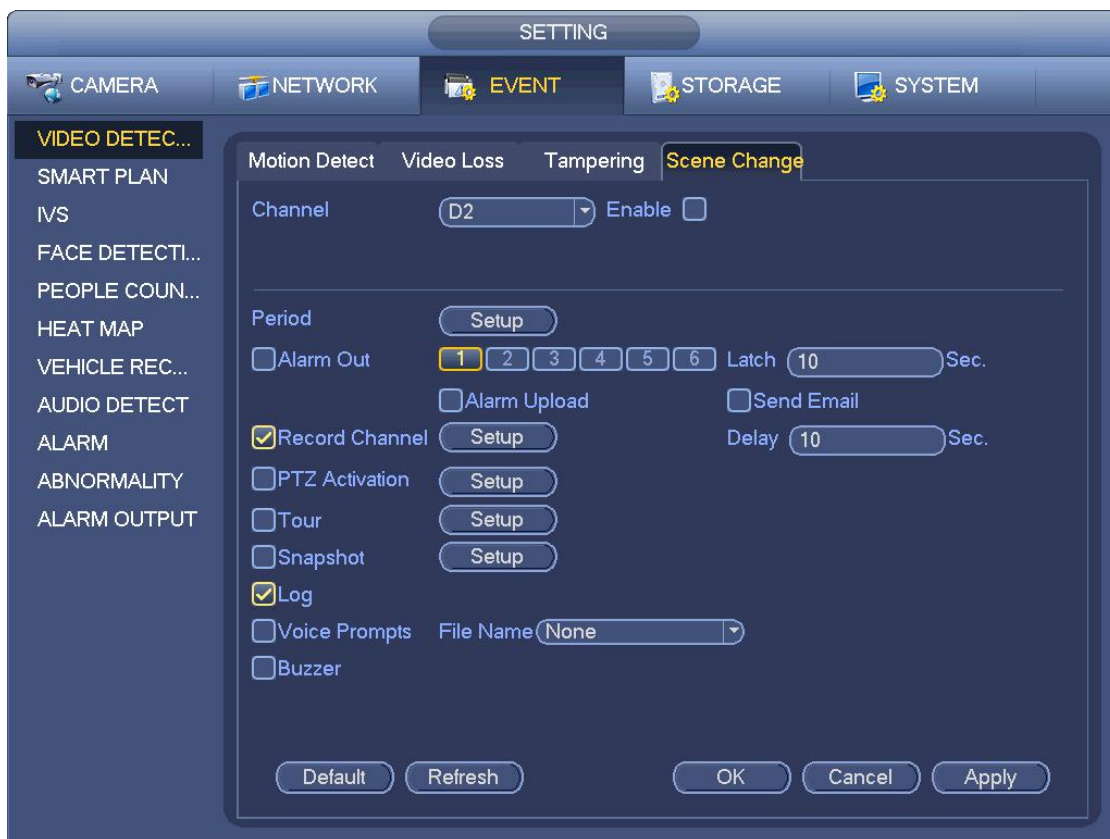 SETTING
CAMERA NETWORK EVENT STORAGE SYSTEM
VIDEO DETEC...
SMART PLAN
IVS
FACE DETECTI...
PEOPLE COUN...
HEAT MAP
VEHICLE REC...
AUDIO DETECT
ALARM
ABNORMALITY
ALARM OUTPUT
Motion Detect Video Loss Tampering Scene Change
Channel D2 Enable
Period Setup
Alarm Out 1 2 3 4 5 6 Latch 10 Sec.
Alarm Upload Send Email
Record Channel Setup Delay 10 Sec.
PTZ Activation Setup
Tour Setup
Snapshot Setup
Log
Voice Prompts File Name None
Buzzer
Default Refresh OK Cancel Apply